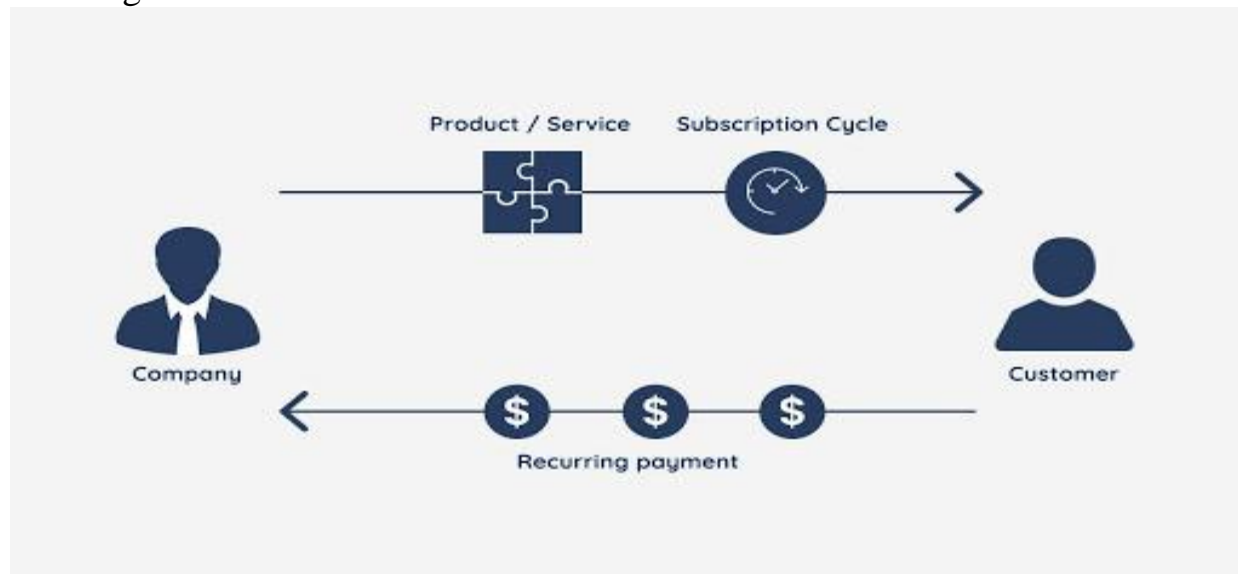 Product / Service
Subscription Cycle
Company
Customer
$ $ $
Recurring payment